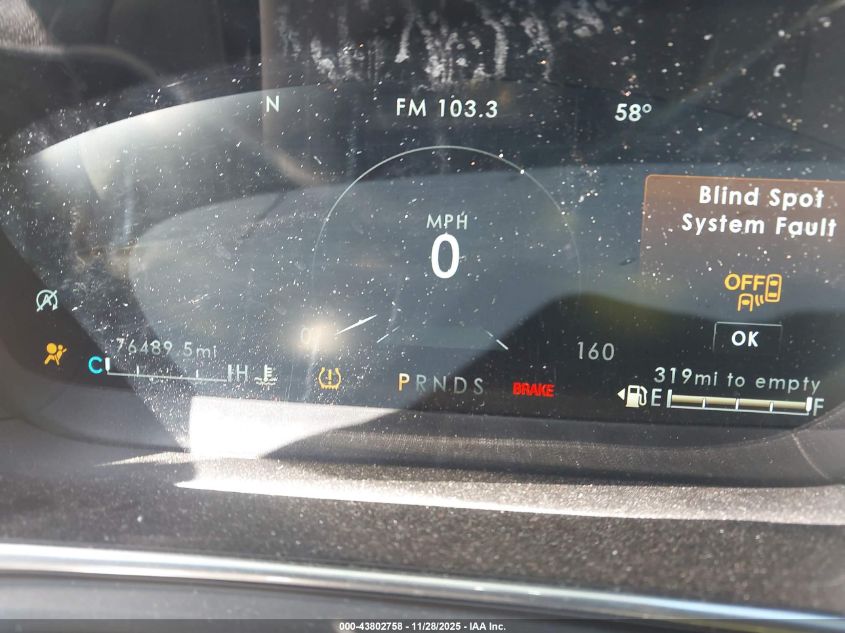 N
FM 103.3
58°
Blind Spot
System Fault
MPH
0
OFF
OK
A
0
160
76489.5mi
C H
PRNDS
BRAKE
319mi to empty
E F
000-43802758 - 11/28/2025 - IAA Inc.